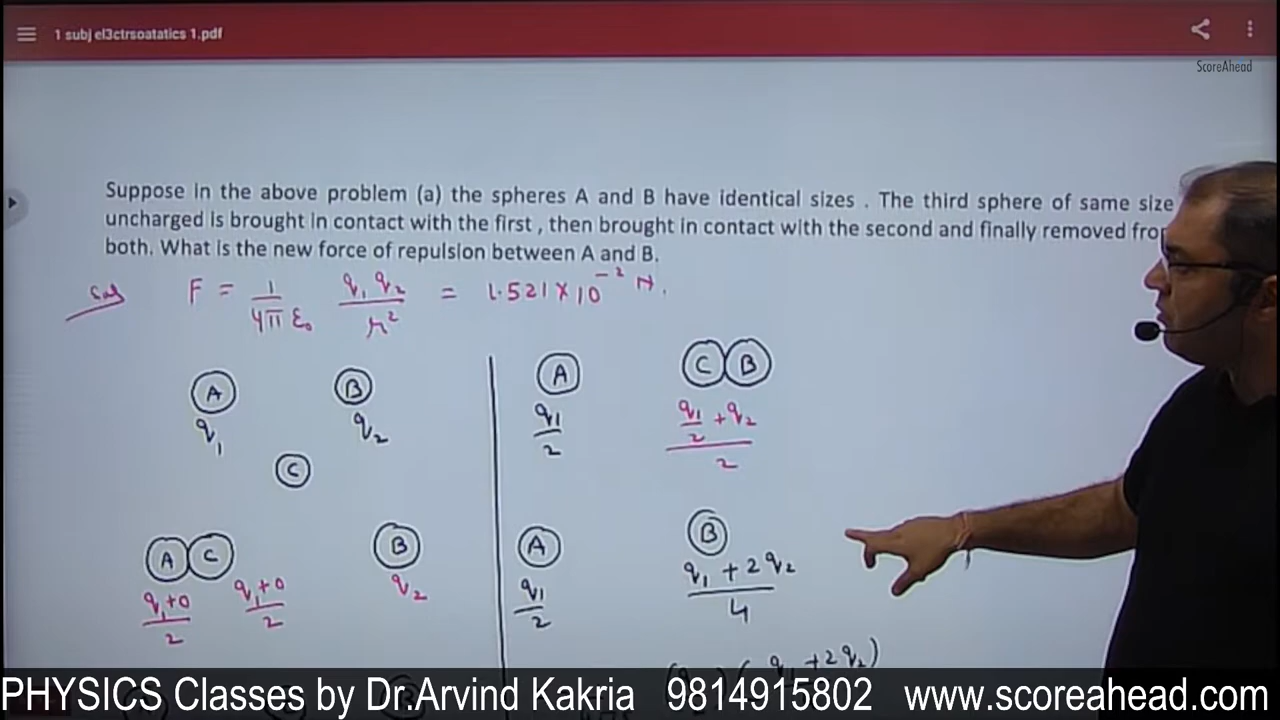 1 subj el3ctrsoatatics 1.pdf
ScoreAhead
Suppose in the above problem (a) the spheres A and B have identical sizes . The third sphere of same size
uncharged is brought in contact with the first , then brought in contact with the second and finally removed from
both. What is the new force of repulsion between A and B.
Sol F = 1/4πε₀ q₁q₂/r² = 1.521 × 10⁻² N.
A B
q₁ q₂
C
A C B
(q₁+0)/2 (q₁+0)/2 q₂
A C B
q₁/2 (q₁/2 + q₂)/2
A B
q₁/2 (q₁ + 2q₂)/4
q₁ + 2q₂)
PHYSICS Classes by Dr.Arvind Kakria 9814915802 www.scoreahead.com